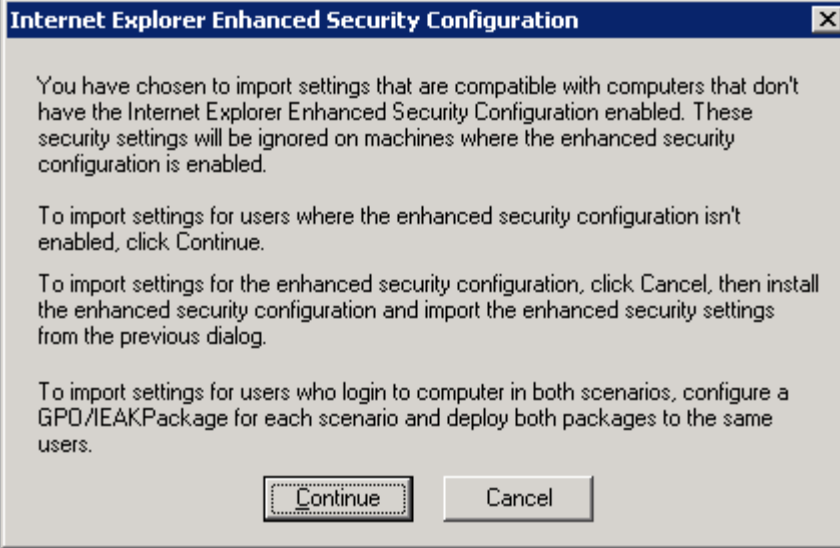 Internet Explorer Enhanced Security Configuration
You have chosen to import settings that are compatible with computers that don't
have the Internet Explorer Enhanced Security Configuration enabled. These
security settings will be ignored on machines where the enhanced security
configuration is enabled.
To import settings for users where the enhanced security configuration isn't
enabled, click Continue.
To import settings for the enhanced security configuration, click Cancel, then install
the enhanced security configuration and import the enhanced security settings
from the previous dialog.
To import settings for users who login to computer in both scenarios, configure a
GPO/IEAKPackage for each scenario and deploy both packages to the same
users.
Continue Cancel